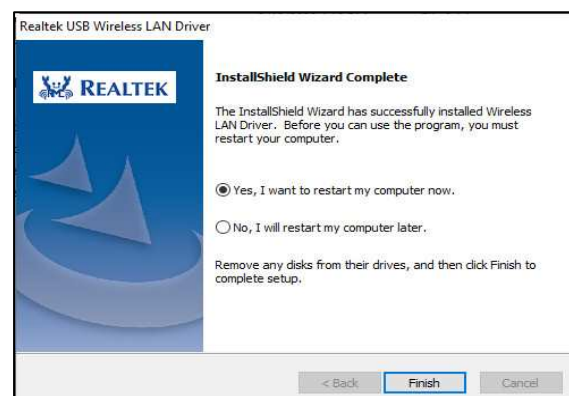 Realtek USB Wireless LAN Driver
REALTEK
InstallShield Wizard Complete
The InstallShield Wizard has successfully installed Wireless
LAN Driver. Before you can use the program, you must
restart your computer.
Yes, I want to restart my computer now.
No, I will restart my computer later.
Remove any disks from their drives, and then click Finish to
complete setup.
< Back Finish Cancel